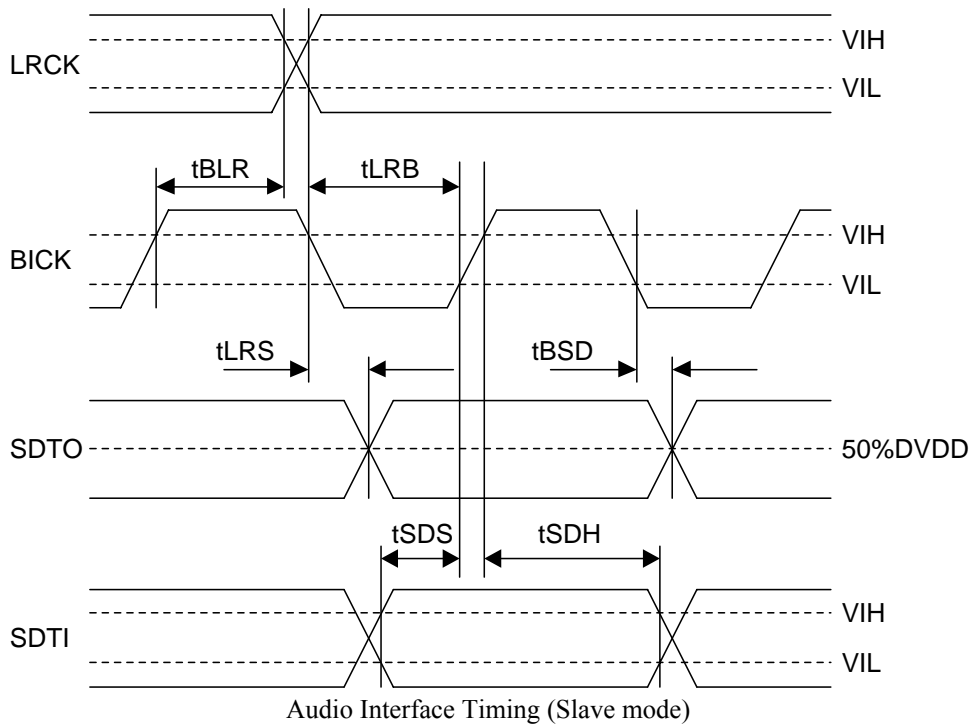 VIH
LRCK
VIL
tBLR
tLRB
VIH
BICK
VIL
tLRS
tBSD
SDTO
50%DVDD
tSDS
tSDH
VIH
SDTI
VIL
Audio Interface Timing (Slave mode)